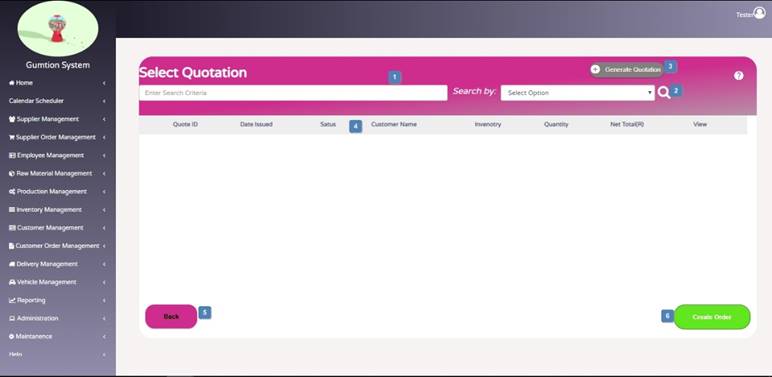 Tester
Gumtion System
Home
Calendar Scheduler
Supplier Management
Supplier Order Management
Employee Management
Raw Material Management
Production Management
Inventory Management
Customer Management
Customer Order Management
Delivery Management
Vehicle Management
Reporting
Administration
Maintanence
Help
Select Quotation
1
Generate Quotation 3
?
Enter Search Criteria Search by: Select Option 2
Quote ID Date Issued Satus 4 Customer Name Invenotry Quantity Net Total(R) View
Back 5
6 Create Order